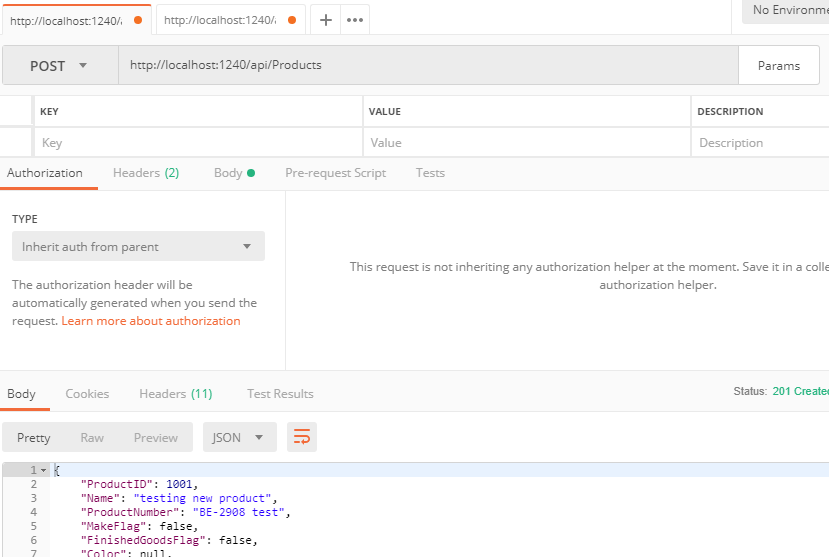 http://localhost:1240/a
http://localhost:1240/a
No Environme
POST
http://localhost:1240/api/Products
Params
KEY VALUE DESCRIPTION
Key Value Description
Authorization Headers (2) Body Pre-request Script Tests
TYPE
Inherit auth from parent
The authorization header will be
automatically generated when you send the
request. Learn more about authorization
This request is not inheriting any authorization helper at the moment. Save it in a colle
authorization helper.
Body Cookies Headers (11) Test Results Status: 201 Created
Pretty Raw Preview JSON
1 {
2 "ProductID": 1001,
3 "Name": "testing new product",
4 "ProductNumber": "BE-2908 test",
5 "MakeFlag": false,
6 "FinishedGoodsFlag": false,
7 "Color": null,